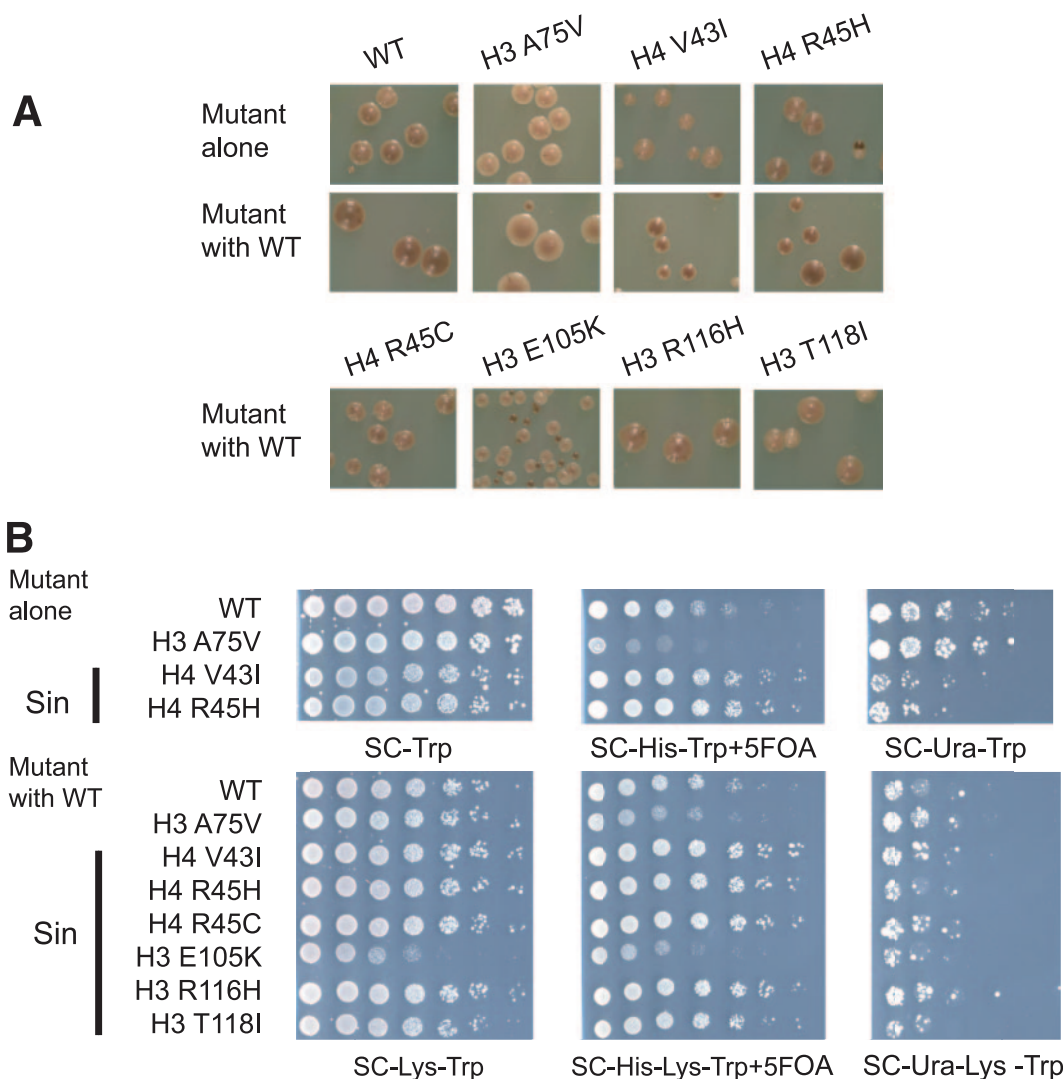 A
WT
H3 A75V
H4 V43I
H4 R45H
Mutant
alone
Mutant
with WT
H4 R45C
H3 E105K
H3 R116H
H3 T118I
Mutant
with WT
B
Mutant
alone
WT
H3 A75V
H4 V43I
H4 R45H
Sin
SC-Trp
SC-His-Trp+5FOA
SC-Ura-Trp
Mutant
with WT
WT
H3 A75V
H4 V43I
H4 R45H
H4 R45C
H3 E105K
H3 R116H
H3 T118I
Sin
SC-Lys-Trp
SC-His-Lys-Trp+5FOA
SC-Ura-Lys -Trp